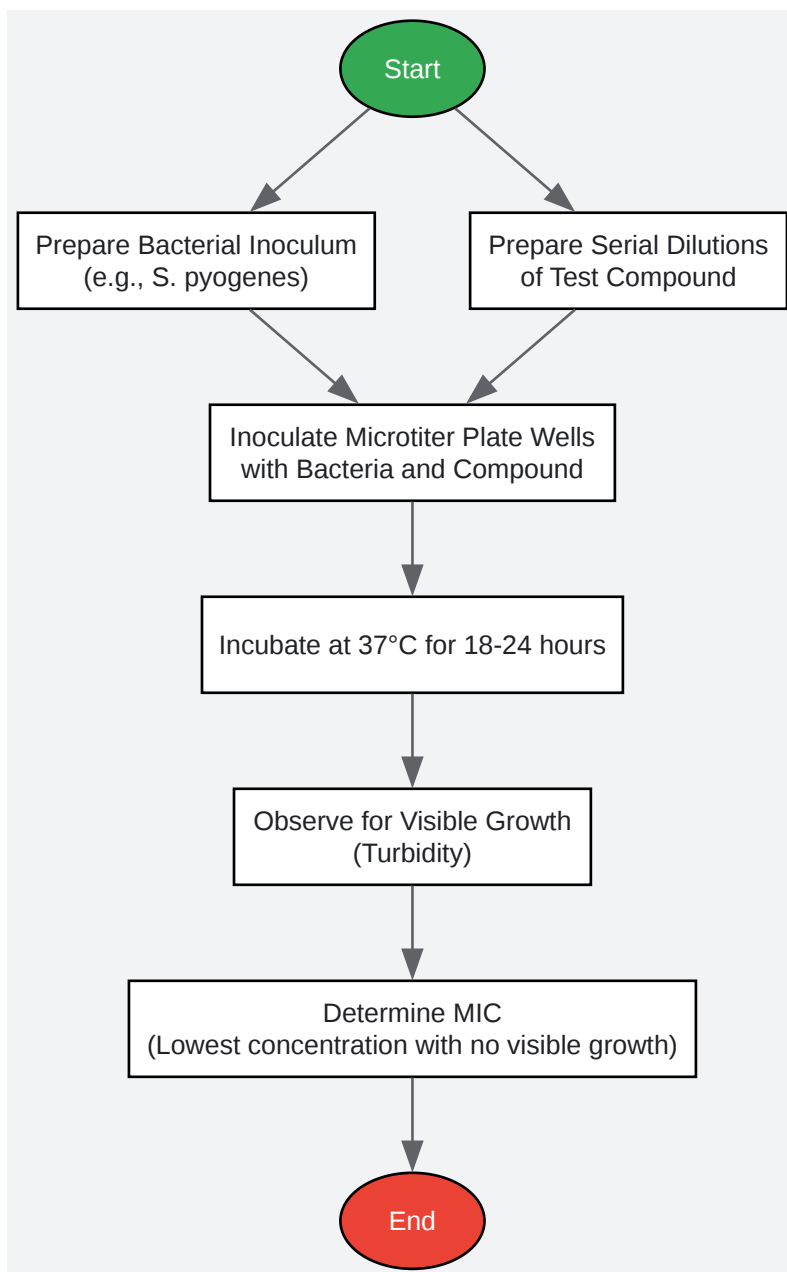 Start
Prepare Bacterial Inoculum
(e.g., S. pyogenes)
Prepare Serial Dilutions
of Test Compound
Inoculate Microtiter Plate Wells
with Bacteria and Compound
Incubate at 37°C for 18-24 hours
Observe for Visible Growth
(Turbidity)
Determine MIC
(Lowest concentration with no visible growth)
End